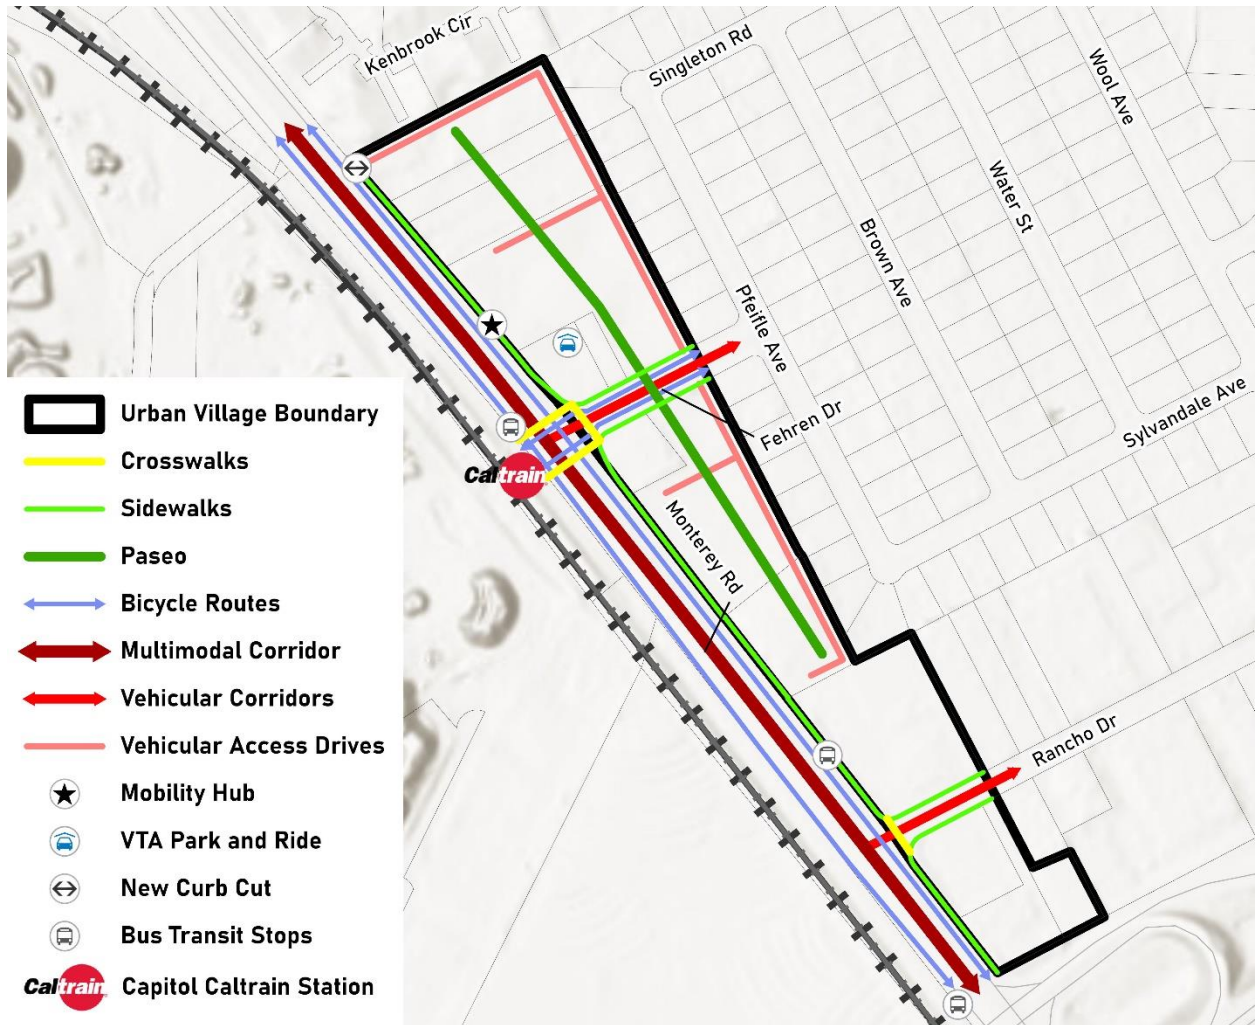 Kenbrook Cir
Singleton Rd
Wool Ave
Water St
Brown Ave
Pfeifle Ave
Fehren Dr
Sylvandale Ave
Monterey Rd
Rancho Dr
Caltrain
Urban Village Boundary
Crosswalks
Sidewalks
Paseo
Bicycle Routes
Multimodal Corridor
Vehicular Corridors
Vehicular Access Drives
Mobility Hub
VTA Park and Ride
New Curb Cut
Bus Transit Stops
Caltrain Capitol Caltrain Station